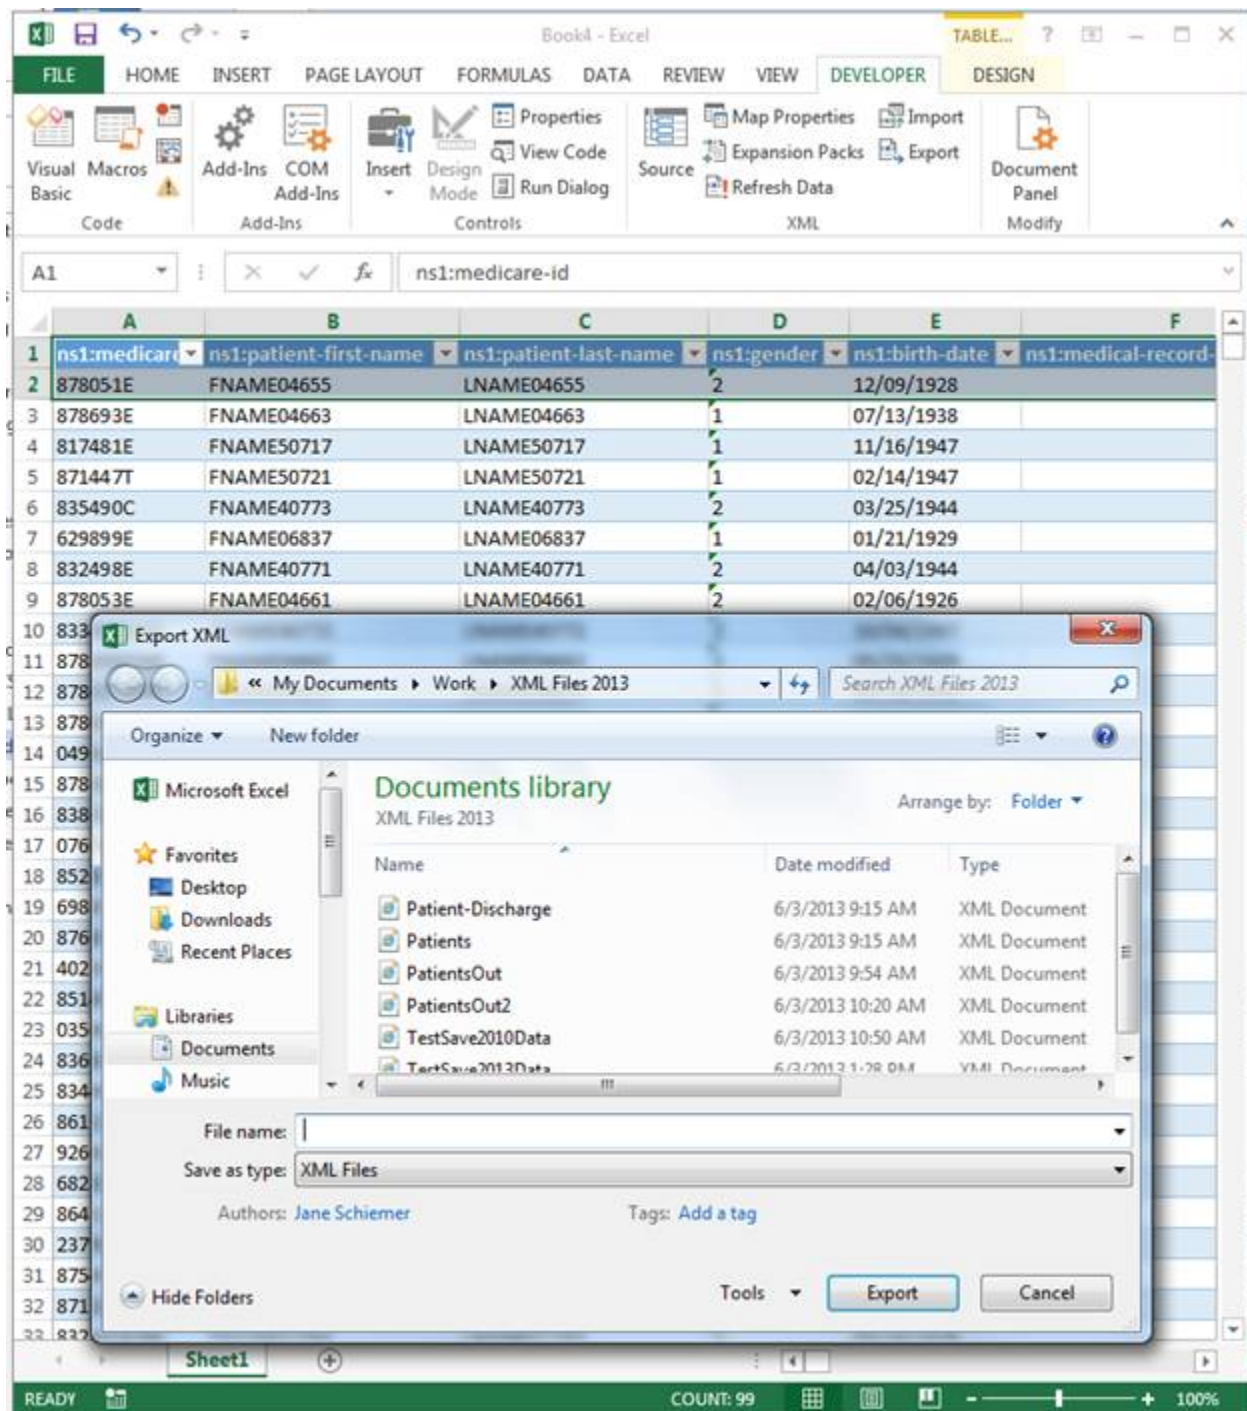 Book4 - Excel
TABLE... ?
FILE HOME INSERT PAGE LAYOUT FORMULAS DATA REVIEW VIEW DEVELOPER DESIGN
Properties Map Properties Import
View Code Expansion Packs Export
Visual Basic Macros Add-Ins COM Add-Ins Insert Design Mode Run Dialog Source Refresh Data Document Panel
Code Add-Ins Controls XML Modify
A1 fx ns1:medicare-id
A B C D E F
1 ns1:medicare ns1:patient-first-name ns1:patient-last-name ns1:gender ns1:birth-date ns1:medical-record-
2 878051E FNAME04655 LNAME04655 2 12/09/1928
3 878693E FNAME04663 LNAME04663 1 07/13/1938
4 817481E FNAME50717 LNAME50717 1 11/16/1947
5 871447T FNAME50721 LNAME50721 1 02/14/1947
6 835490C FNAME40773 LNAME40773 2 03/25/1944
7 629899E FNAME06837 LNAME06837 1 01/21/1929
8 832498E FNAME40771 LNAME40771 2 04/03/1944
9 878053E FNAME04661 LNAME04661 2 02/06/1926
10 833
11 878
12 878
13 878
14 049
15 878
16 838
17 076
18 852
19 698
20 876
21 402
22 851
23 035
24 836
25 834
26 861
27 926
28 682
29 864
30 237
31 875
32 871
33 832
Export XML
« My Documents Work XML Files 2013 Search XML Files 2013
Organize New folder
Microsoft Excel
Favorites
Desktop
Downloads
Recent Places
Libraries
Documents
Music
Documents library
XML Files 2013
Arrange by: Folder
Name Date modified Type
Patient-Discharge 6/3/2013 9:15 AM XML Document
Patients 6/3/2013 9:15 AM XML Document
PatientsOut 6/3/2013 9:54 AM XML Document
PatientsOut2 6/3/2013 10:20 AM XML Document
TestSave2010Data 6/3/2013 10:50 AM XML Document
TestSave2013Data 6/3/2013 1:28 PM XML Document
File name:
Save as type: XML Files
Authors: Jane Schiemer Tags: Add a tag
Hide Folders Tools Export Cancel
Sheet1
READY COUNT: 99 100%